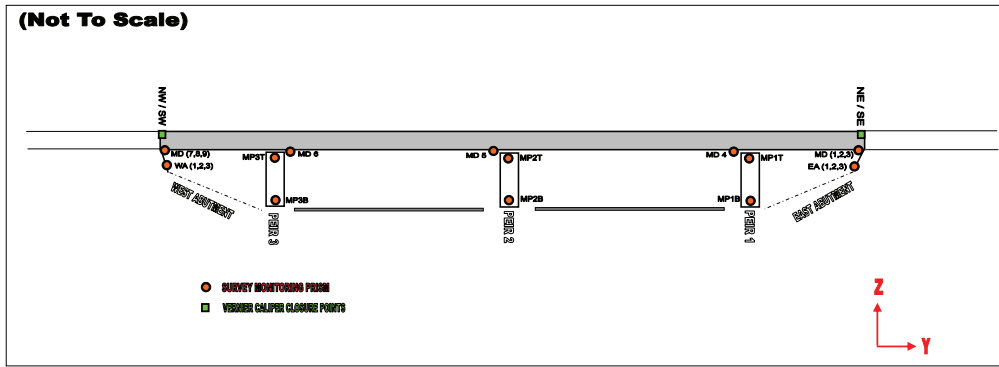 (Not To Scale)
NW / SW
NE / SE
MD (7,8,9)
WA (1,2,3)
MP3T
MD 6
MD 5
MP2T
MD 4
MP1T
MD (1,2,3)
EA (1,2,3)
WEST ABUTMENT
MP3B
MP2B
MP1B
EAST ABUTMENT
PEIR 3
PEIR 2
PEIR 1
SURVEY MONITORING PRISM
VERNIER CALIPER CLOSURE POINTS
Z
Y